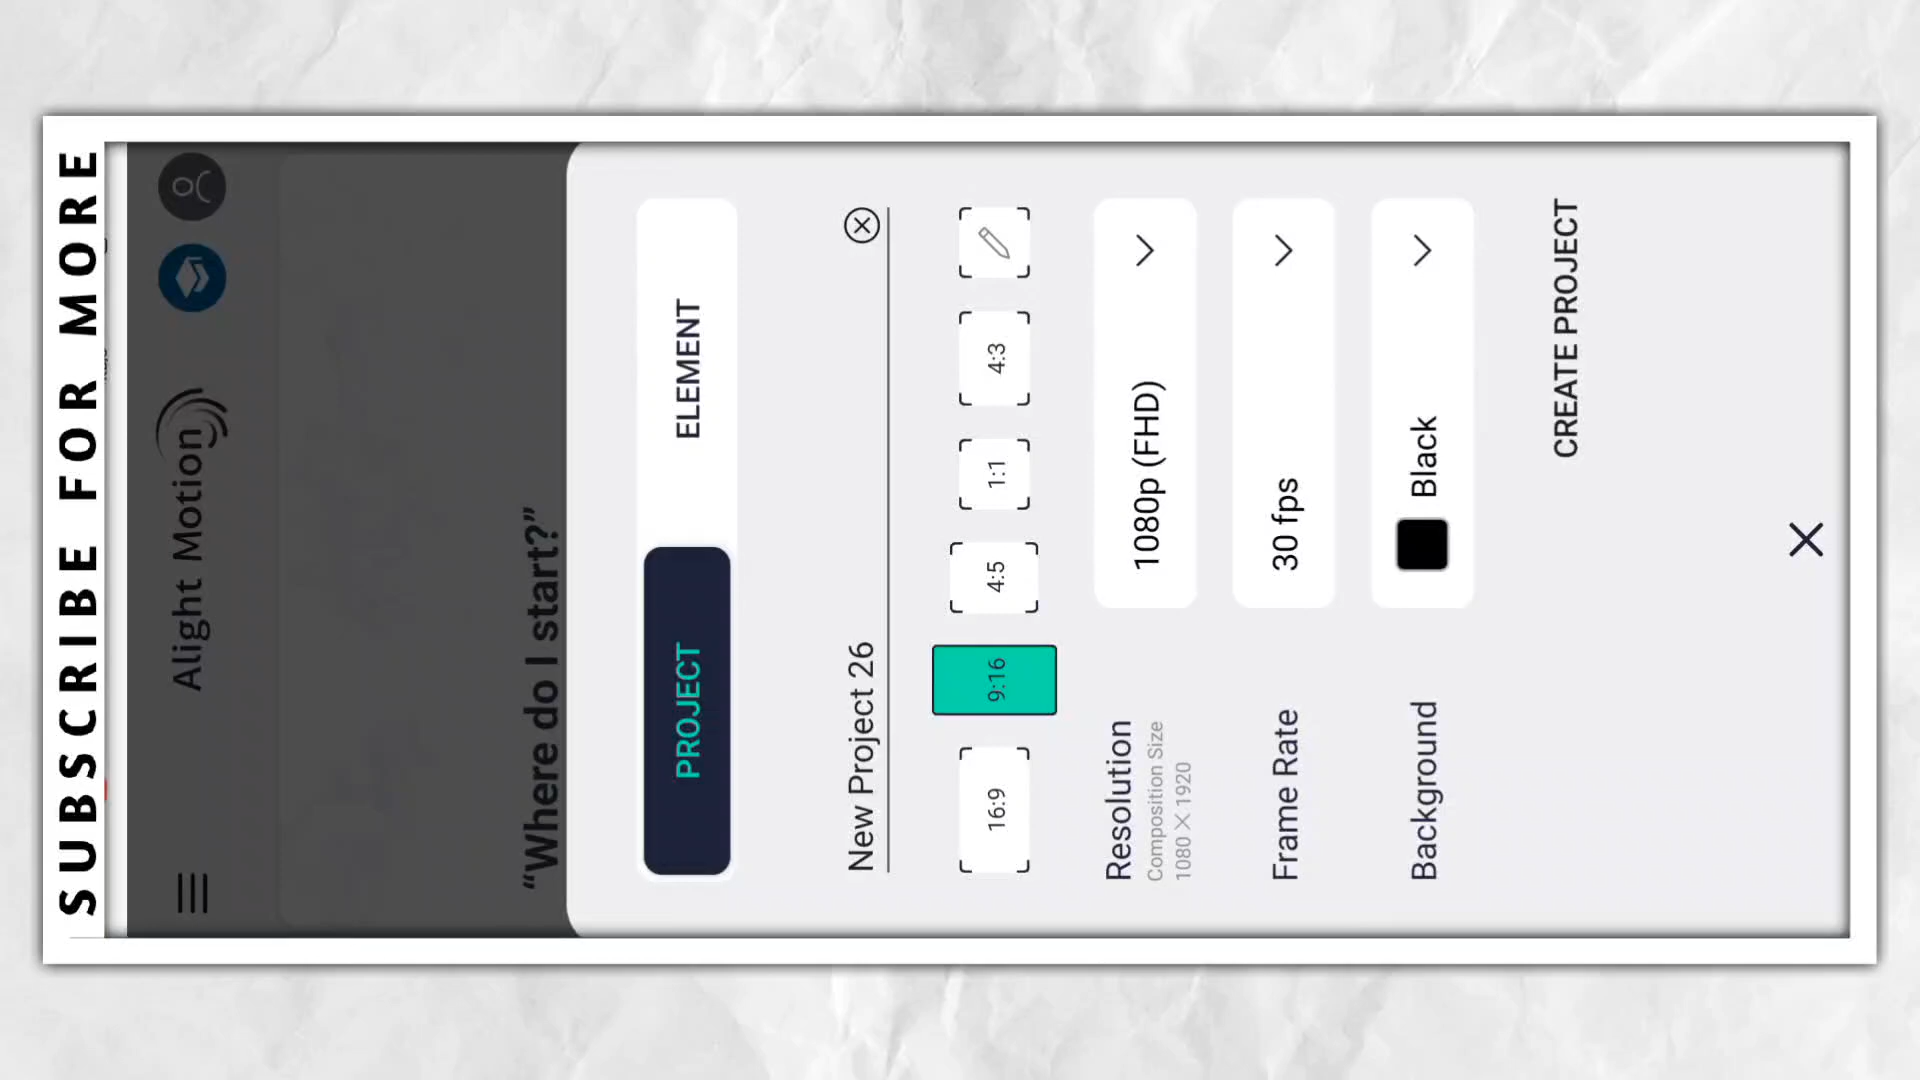 SUBSCRIBE FOR MORE
Alight Motion
“Where do I start?”
PROJECT
ELEMENT
New Project 26
16:9
9:16
4:5
1:1
4:3
Resolution
Composition Size
1080 X 1920
1080p (FHD)
Frame Rate
30 fps
Background
Black
CREATE PROJECT